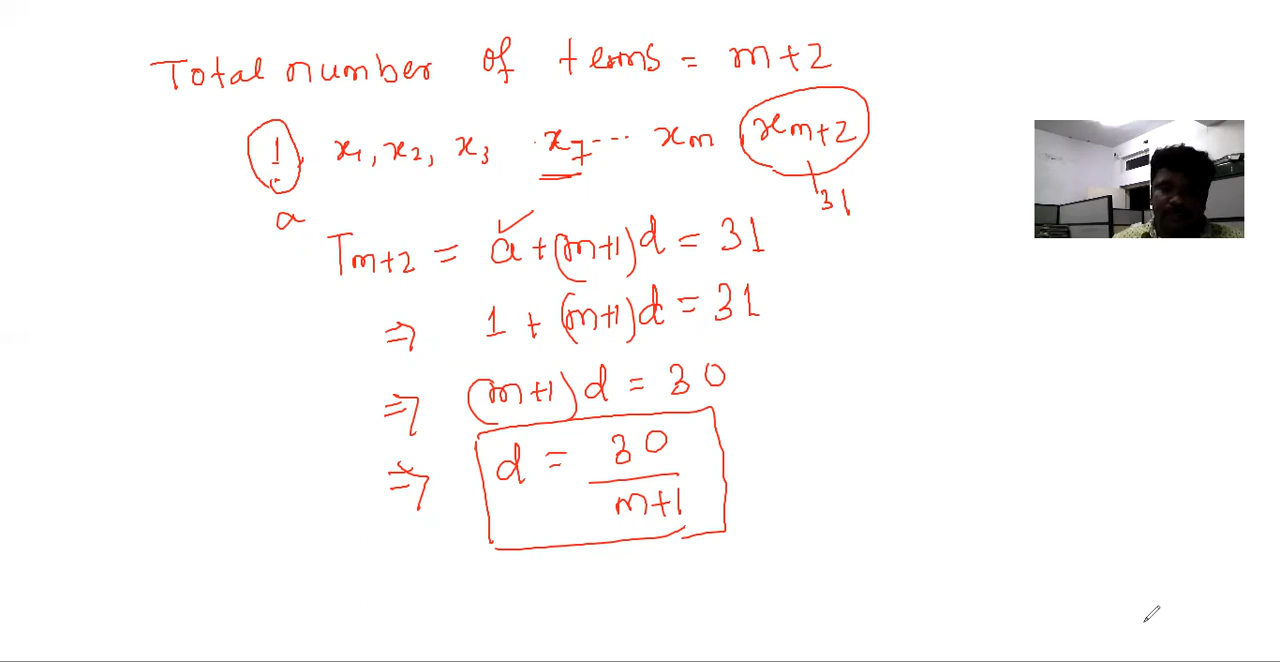 Total number of terms = m+2
1, x1, x2, x3 x7 ... xm xm+2
a 31
Tm+2 = a + (m+1)d = 31
⇒ 1 + (m+1)d = 31
⇒ (m+1)d = 30
⇒ d = 30/m+1